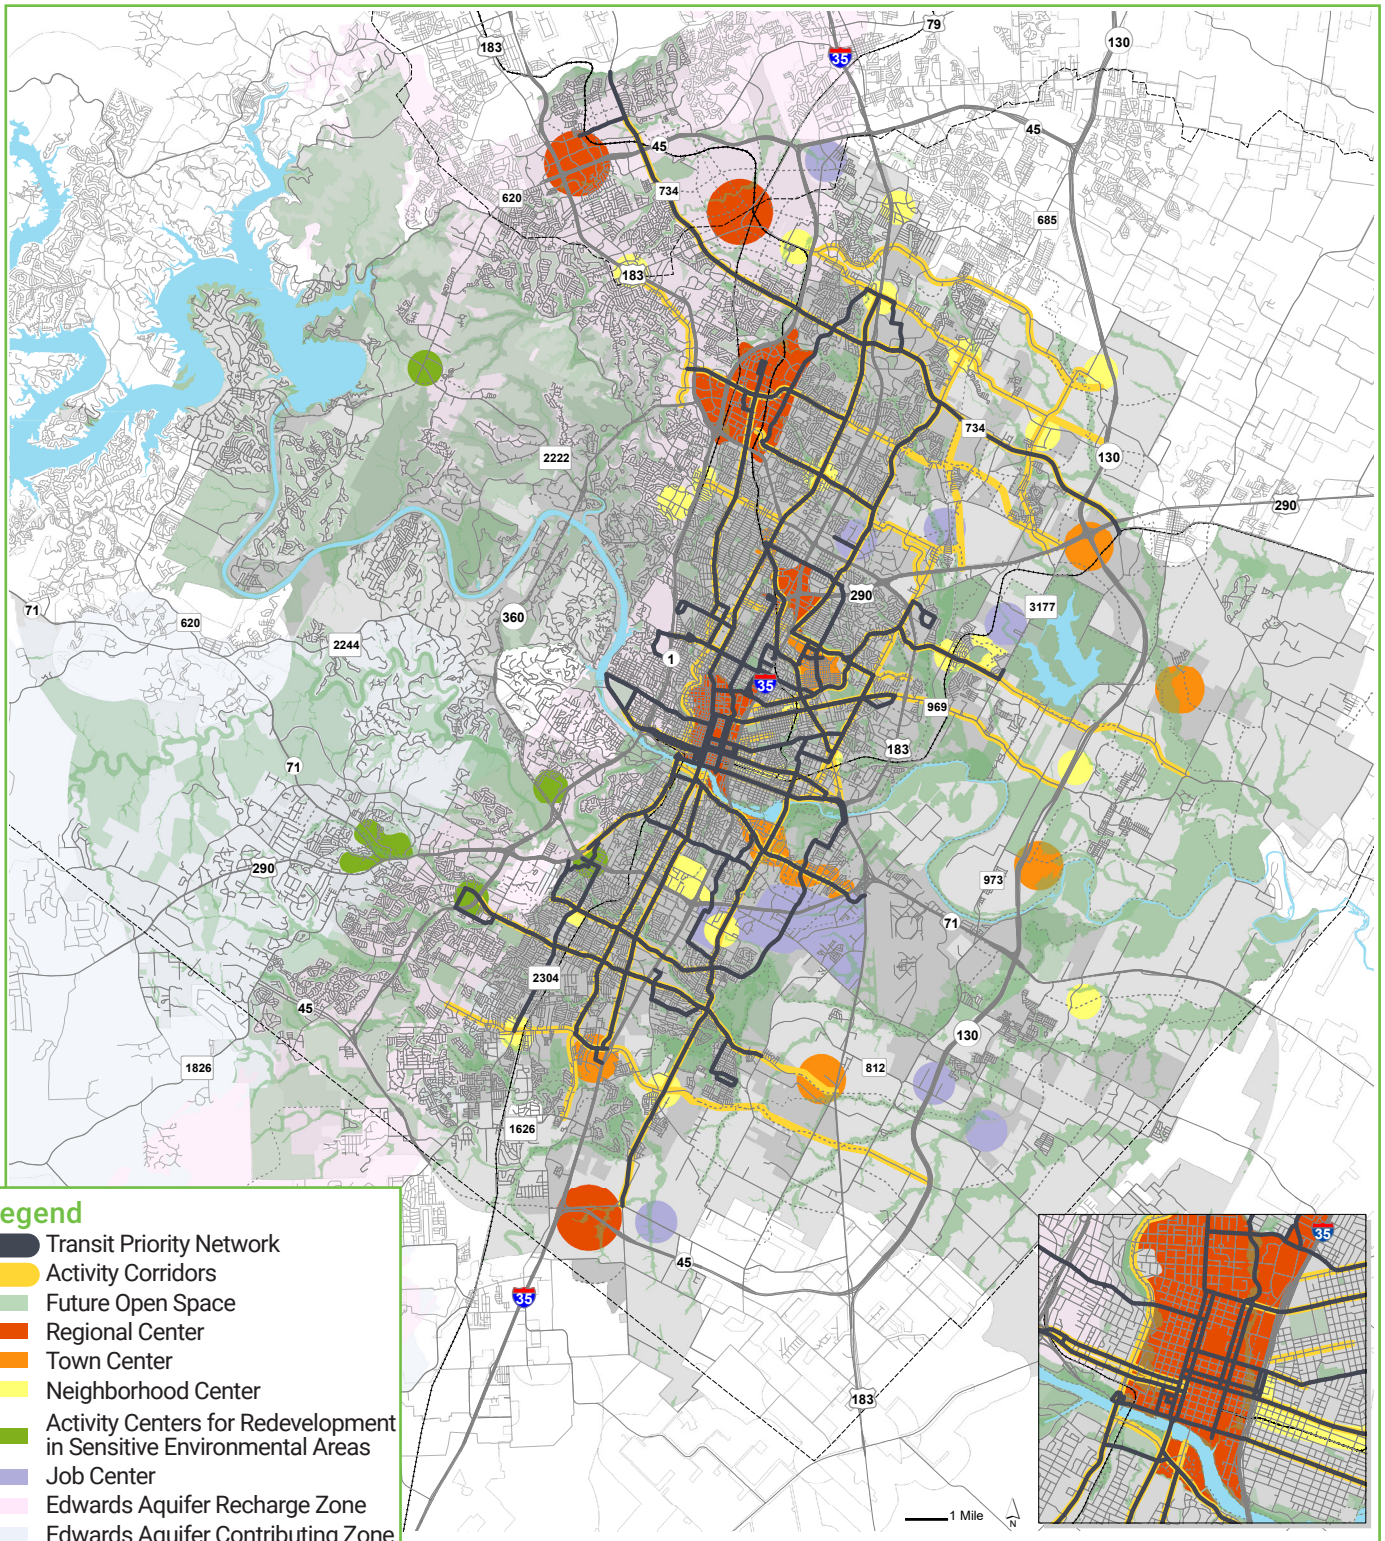 79
130
183
35
45
45
734
620
685
183
734
2222
130
290
290
71
3177
620
360
2244
1
35
969
183
71
290
973
71
2304
45
130
812
1826
1626
45
35
183
35
egend
Transit Priority Network
Activity Corridors
Future Open Space
Regional Center
Town Center
Neighborhood Center
Activity Centers for Redevelopment
in Sensitive Environmental Areas
Job Center
Edwards Aquifer Recharge Zone
Edwards Aquifer Contributing Zone
1 Mile
N